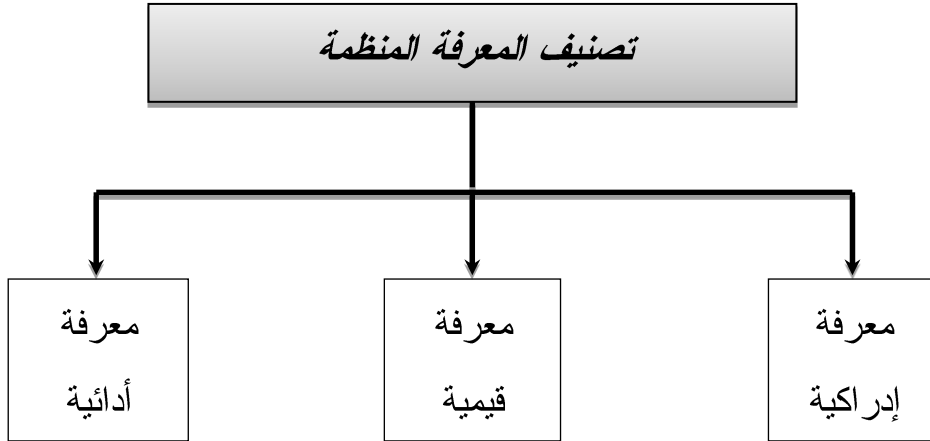 تصنيف المعرفة المنظمة
معرفة
إدراكية
معرفة
قيمية
معرفة
أدائية